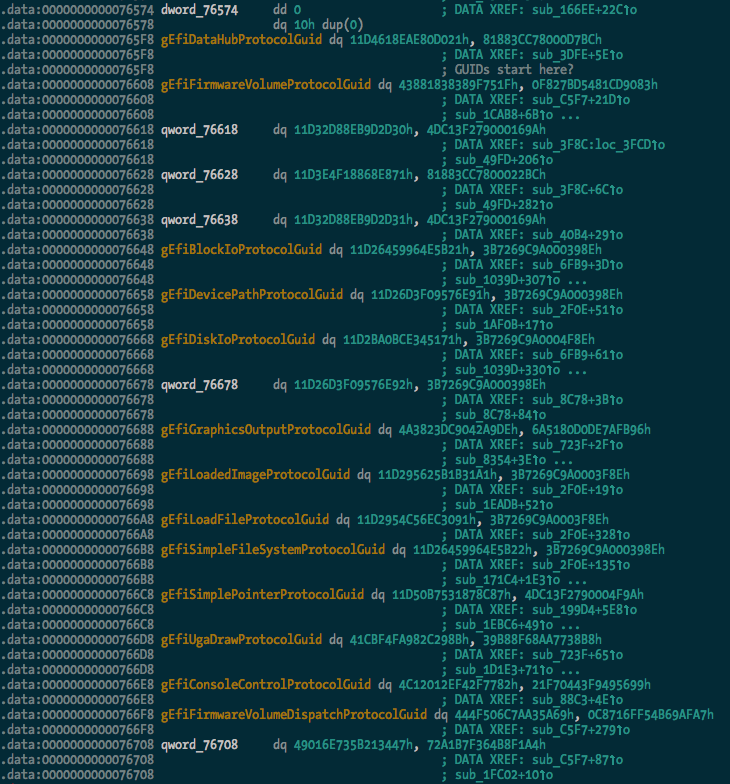 .data:0000000000076574 dword_76574 dd 0 ; DATA XREF: sub_166EE+22C↑o
.data:0000000000076578 dq 10h dup(0)
.data:00000000000765F8 gEfiDataHubProtocolGuid dq 11D4618EAE80D021h, 81883CC78000D7BCh
.data:00000000000765F8 ; DATA XREF: sub_3DFE+5E↑o
.data:00000000000765F8 ; GUIDs start here?
.data:0000000000076608 gEfiFirmwareVolumeProtocolGuid dq 43881838389F751Fh, 0F827BD5481CD9083h
.data:0000000000076608 ; DATA XREF: sub_C5F7+21D↑o
.data:0000000000076608 ; sub_1CAB8+6B↑o ...
.data:0000000000076618 qword_76618 dq 11D32D88EB9D2D30h, 4DC13F279000169Ah
.data:0000000000076618 ; DATA XREF: sub_3F8C:loc_3FCD↑o
.data:0000000000076618 ; sub_49FD+206↑o
.data:0000000000076628 qword_76628 dq 11D3E4F18868E871h, 81883CC7800022BCh
.data:0000000000076628 ; DATA XREF: sub_3F8C+6C↑o
.data:0000000000076628 ; sub_49FD+282↑o
.data:0000000000076638 qword_76638 dq 11D32D88EB9D2D31h, 4DC13F279000169Ah
.data:0000000000076638 ; DATA XREF: sub_40B4+29↑o
.data:0000000000076648 gEfiBlockIoProtocolGuid dq 11D26459964E5B21h, 3B7269C9A000398Eh
.data:0000000000076648 ; DATA XREF: sub_6FB9+3D↑o
.data:0000000000076648 ; sub_1039D+307↑o ...
.data:0000000000076658 gEfiDevicePathProtocolGuid dq 11D26D3F09576E91h, 3B7269C9A000398Eh
.data:0000000000076658 ; DATA XREF: sub_2F0E+51↑o
.data:0000000000076658 ; sub_1AF0B+17↑o
.data:0000000000076668 gEfiDiskIoProtocolGuid dq 11D2BA0BCE345171h, 3B7269C9A0004F8Eh
.data:0000000000076668 ; DATA XREF: sub_6FB9+61↑o
.data:0000000000076668 ; sub_1039D+330↑o ...
.data:0000000000076678 qword_76678 dq 11D26D3F09576E92h, 3B7269C9A000398Eh
.data:0000000000076678 ; DATA XREF: sub_8C78+3B↑o
.data:0000000000076678 ; sub_8C78+84↑o
.data:0000000000076688 gEfiGraphicsOutputProtocolGuid dq 4A3823DC9042A9DEh, 6A5180D0DE7AFB96h
.data:0000000000076688 ; DATA XREF: sub_723F+2F↑o
.data:0000000000076688 ; sub_8354+3E↑o ...
.data:0000000000076698 gEfiLoadedImageProtocolGuid dq 11D295625B1B31A1h, 3B7269C9A0003F8Eh
.data:0000000000076698 ; DATA XREF: sub_2F0E+19↑o
.data:0000000000076698 ; sub_1EADB+52↑o
.data:00000000000766A8 gEfiLoadFileProtocolGuid dq 11D2954C56EC3091h, 3B7269C9A0003F8Eh
.data:00000000000766A8 ; DATA XREF: sub_2F0E+328↑o
.data:00000000000766B8 gEfiSimpleFileSystemProtocolGuid dq 11D26459964E5B22h, 3B7269C9A000398Eh
.data:00000000000766B8 ; DATA XREF: sub_2F0E+135↑o
.data:00000000000766B8 ; sub_171C4+1E3↑o ...
.data:00000000000766C8 gEfiSimplePointerProtocolGuid dq 11D50B7531878C87h, 4DC13F2790004F9Ah
.data:00000000000766C8 ; DATA XREF: sub_199D4+5E8↑o
.data:00000000000766C8 ; sub_1EBC6+49↑o ...
.data:00000000000766D8 gEfiUgaDrawProtocolGuid dq 41CBF4FA982C298Bh, 39B88F68AA7738B8h
.data:00000000000766D8 ; DATA XREF: sub_723F+65↑o
.data:00000000000766D8 ; sub_1D1E3+71↑o ...
.data:00000000000766E8 gEfiConsoleControlProtocolGuid dq 4C12012EF42F7782h, 21F70443F9495699h
.data:00000000000766E8 ; DATA XREF: sub_88C3+4E↑o
.data:00000000000766F8 gEfiFirmwareVolumeDispatchProtocolGuid dq 444F506C7AA35A69h, 0C8716FF54B69AFA7h
.data:00000000000766F8 ; DATA XREF: sub_C5F7+279↑o
.data:0000000000076708 qword_76708 dq 49016E735B213447h, 72A1B7F364B8F1A4h
.data:0000000000076708 ; DATA XREF: sub_C5F7+87↑o
.data:0000000000076708 ; sub_1FC02+10↑o